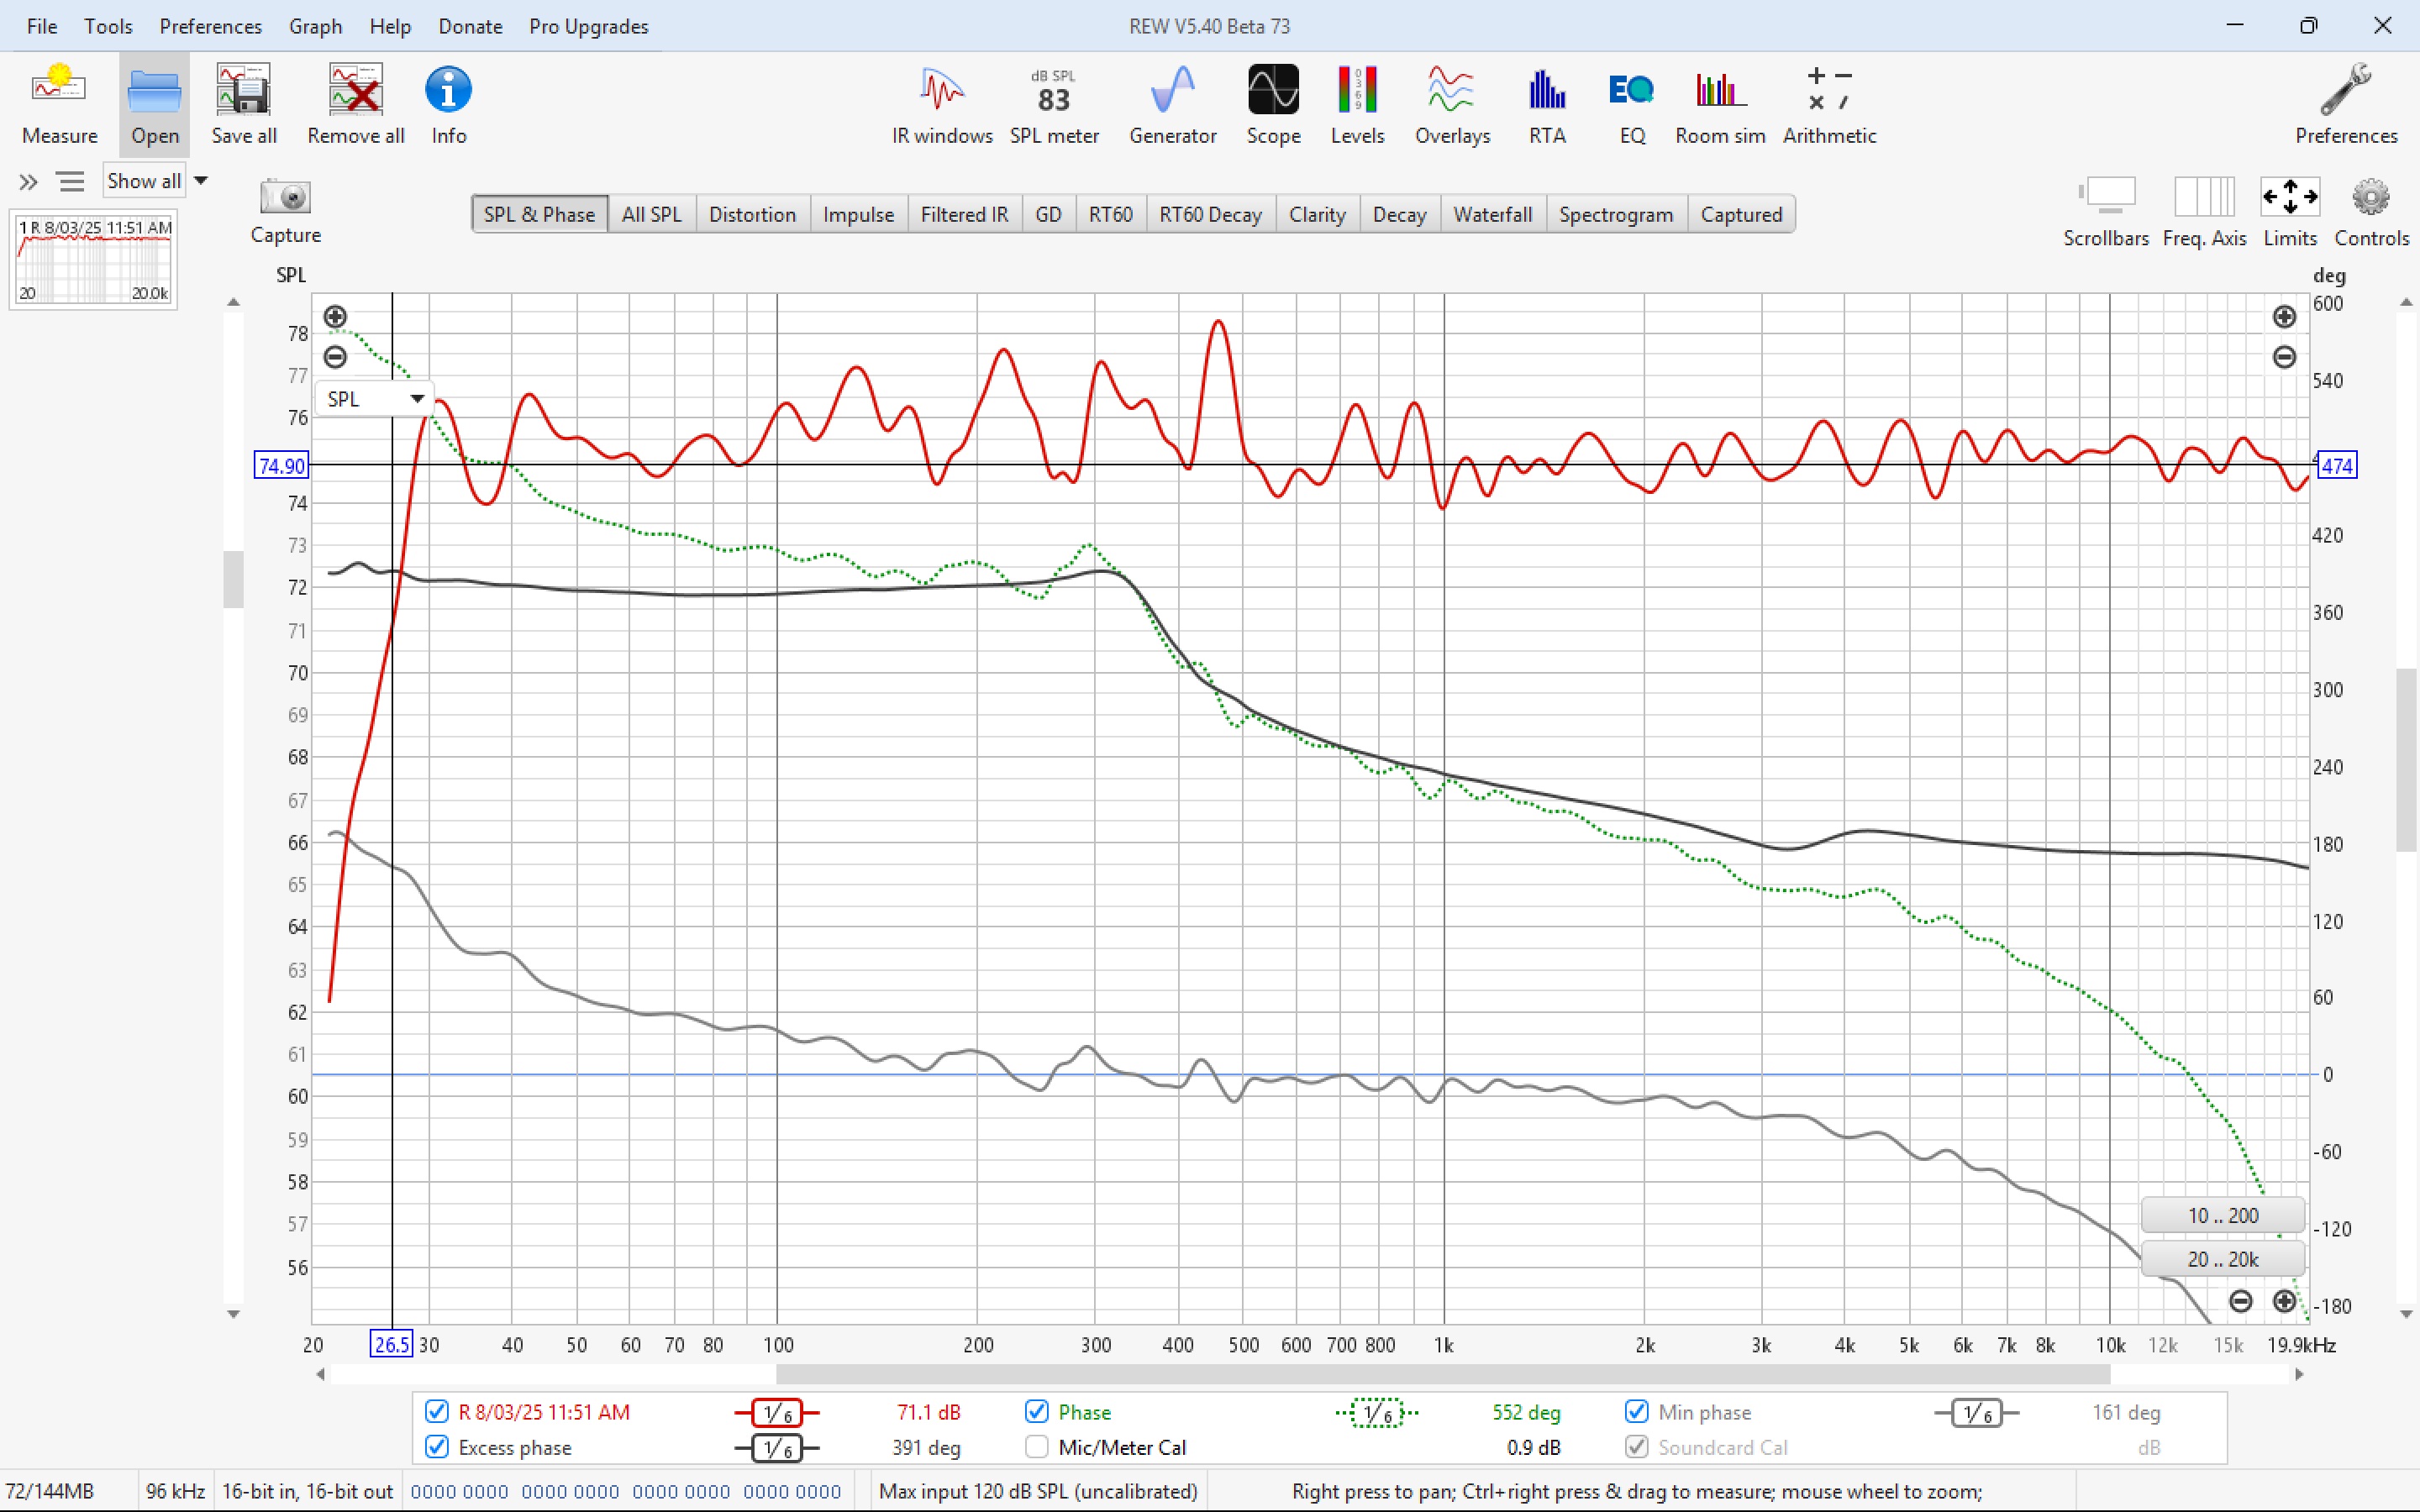 File Tools Preferences Graph Help Donate Pro Upgrades REW V5.40 Beta 73
dB SPL
83
0 3 6 9
Measure Open Save all Remove all Info IR windows SPL meter Generator Scope Levels Overlays RTA EQ Room sim Arithmetic Preferences
Show all
1 R 8/03/25 11:51 AM
20 20.0k
Capture
SPL & Phase All SPL Distortion Impulse Filtered IR GD RT60 RT60 Decay Clarity Decay Waterfall Spectrogram Captured
Scrollbars Freq. Axis Limits Controls
SPL deg
600
78
77
540
SPL
76
74.90 474
74
73
420
72
360
71
70
300
69
68
240
67
66
180
65
64
120
63
62
60
61
0
60
59
-60
58
10 .. 200
57
-120
20 .. 20k
56
-180
20 26.5 30 40 50 60 70 80 100 200 300 400 500 600 700 800 1k 2k 3k 4k 5k 6k 7k 8k 10k 12k 15k 19.9kHz
R 8/03/25 11:51 AM 1/6 71.1 dB Phase 1/6 552 deg Min phase 1/6 161 deg
Excess phase 1/6 391 deg Mic/Meter Cal 0.9 dB Soundcard Cal dB
72/144MB 96 kHz 16-bit in, 16-bit out 0000 0000 0000 0000 0000 0000 0000 0000 Max input 120 dB SPL (uncalibrated) Right press to pan; Ctrl+right press & drag to measure; mouse wheel to zoom;